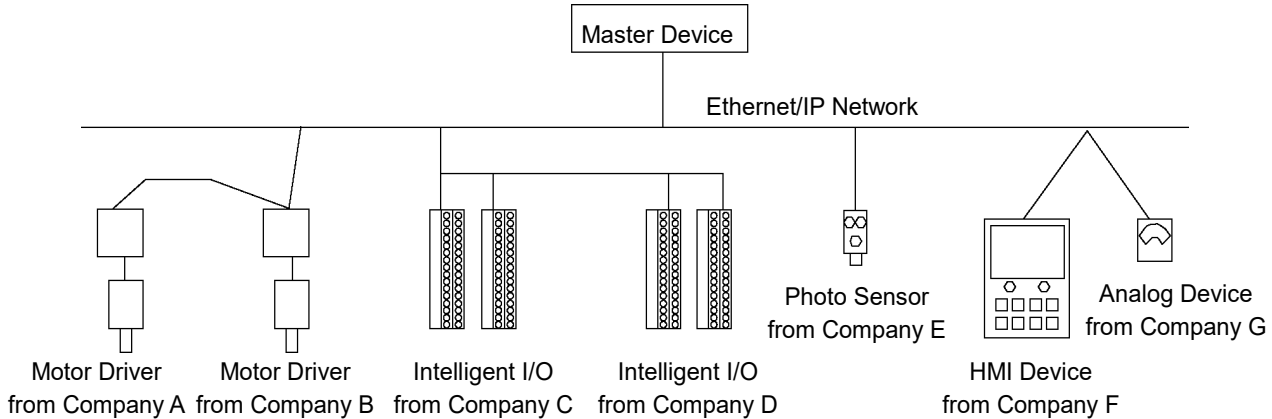 Master Device
Ethernet/IP Network
Photo Sensor
from Company E
Analog Device
from Company G
Motor Driver
from Company A
Motor Driver
from Company B
Intelligent I/O
from Company C
Intelligent I/O
from Company D
HMI Device
from Company F